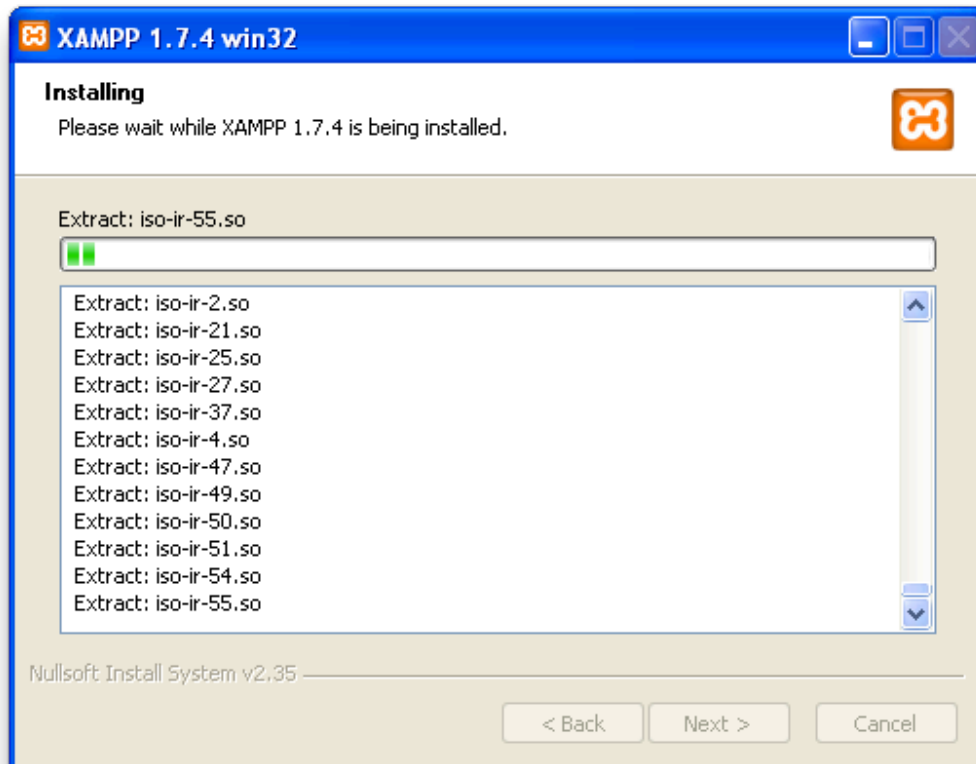 XAMPP 1.7.4 win32
Installing
Please wait while XAMPP 1.7.4 is being installed.
Extract: iso-ir-55.so
Extract: iso-ir-2.so
Extract: iso-ir-21.so
Extract: iso-ir-25.so
Extract: iso-ir-27.so
Extract: iso-ir-37.so
Extract: iso-ir-4.so
Extract: iso-ir-47.so
Extract: iso-ir-49.so
Extract: iso-ir-50.so
Extract: iso-ir-51.so
Extract: iso-ir-54.so
Extract: iso-ir-55.so
Nullsoft Install System v2.35
< Back Next > Cancel